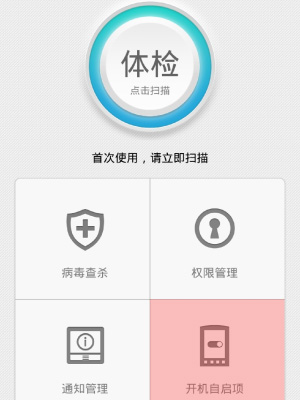 体检
点击扫描
首次使用，请立即扫描
病毒查杀
权限管理
通知管理
开机自启项